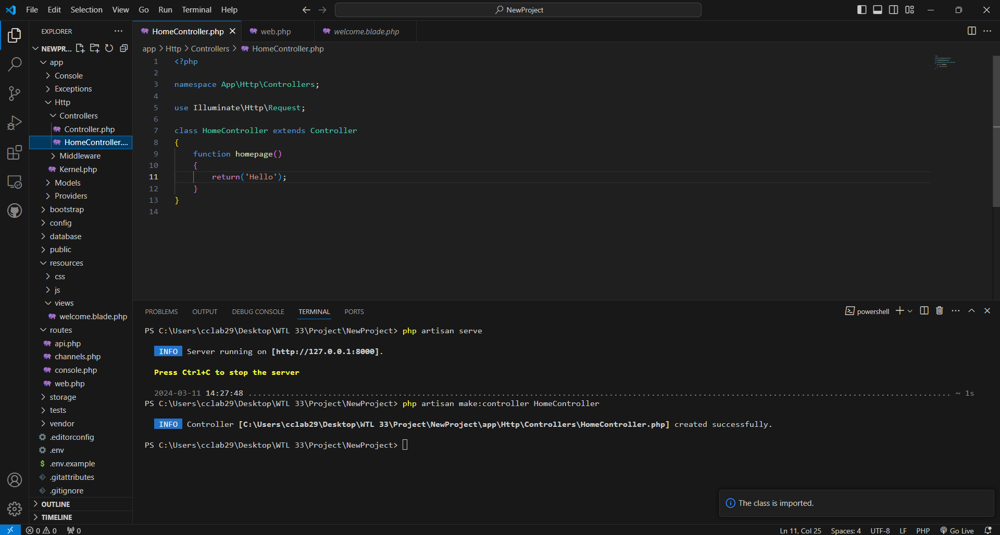 File Edit Selection View Go Run Terminal Help
NewProject
EXPLORER
NEWPR...
app
Console
Exceptions
Http
Controllers
Controller.php
HomeController....
Middleware
Kernel.php
Models
Providers
bootstrap
config
database
public
resources
css
js
views
welcome.blade.php
routes
api.php
channels.php
console.php
web.php
storage
tests
vendor
.editorconfig
.env
.env.example
.gitattributes
.gitignore
OUTLINE
TIMELINE
HomeController.php web.php welcome.blade.php
app > Http > Controllers > HomeController.php
1 <?php
2
3 namespace App\Http\Controllers;
4
5 use Illuminate\Http\Request;
6
7 class HomeController extends Controller
8 {
9 function homepage()
10 {
11 return('Hello');
12 }
13 }
14
PROBLEMS OUTPUT DEBUG CONSOLE TERMINAL PORTS
powershell
PS C:\Users\cclab29\Desktop\WTL 33\Project\NewProject> php artisan serve
INFO Server running on [http://127.0.0.1:8000].
Press Ctrl+C to stop the server
2024-03-11 14:27:48 ........ ~ 1s
PS C:\Users\cclab29\Desktop\WTL 33\Project\NewProject> php artisan make:controller HomeController
INFO Controller [C:\Users\cclab29\Desktop\WTL 33\Project\NewProject\app\Http\Controllers\HomeController.php] created successfully.
PS C:\Users\cclab29\Desktop\WTL 33\Project\NewProject>
The class is imported.
0 0 0
Ln 11, Col 25 Spaces: 4 UTF-8 LF PHP Go Live